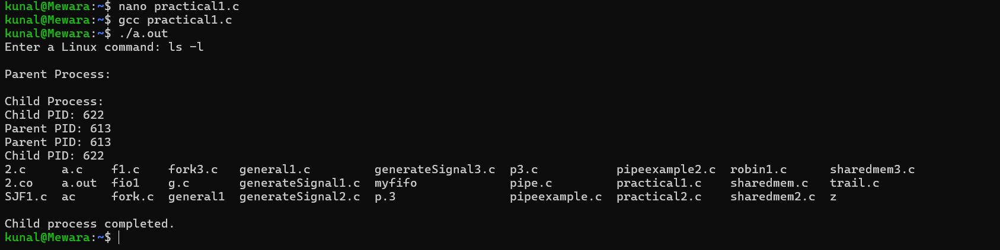 kunal@Mewara:~$ nano practical1.c
kunal@Mewara:~$ gcc practical1.c
kunal@Mewara:~$ ./a.out
Enter a Linux command: ls -l
Parent Process:
Child Process:
Child PID: 622
Parent PID: 613
Parent PID: 613
Child PID: 622
2.c     a.c    f1.c    fork3.c   general1.c         generateSignal3.c  p3.c           pipeexample2.c  robin1.c      sharedmem3.c
2.co    a.out  fio1    g.c       generateSignal1.c  myfifo             pipe.c         practical1.c    sharedmem.c   trail.c
SJF1.c  ac     fork.c  general1  generateSignal2.c  p.3                pipeexample.c  practical2.c    sharedmem2.c  z
Child process completed.
kunal@Mewara:~$